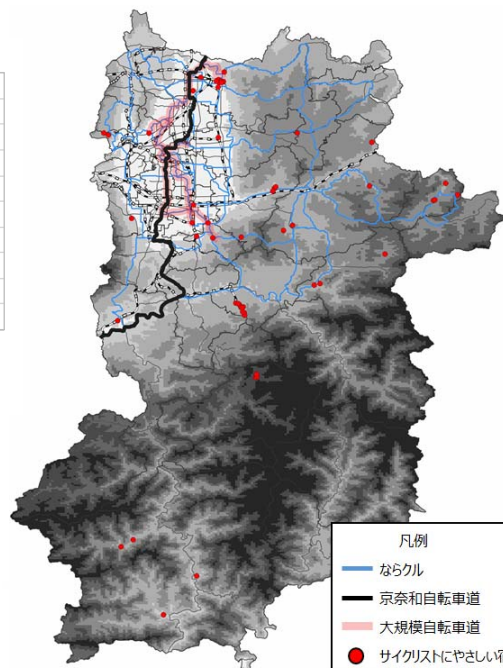 凡例
ならクル
京奈和自転車道
大規模自転車道
サイクリストにやさしい